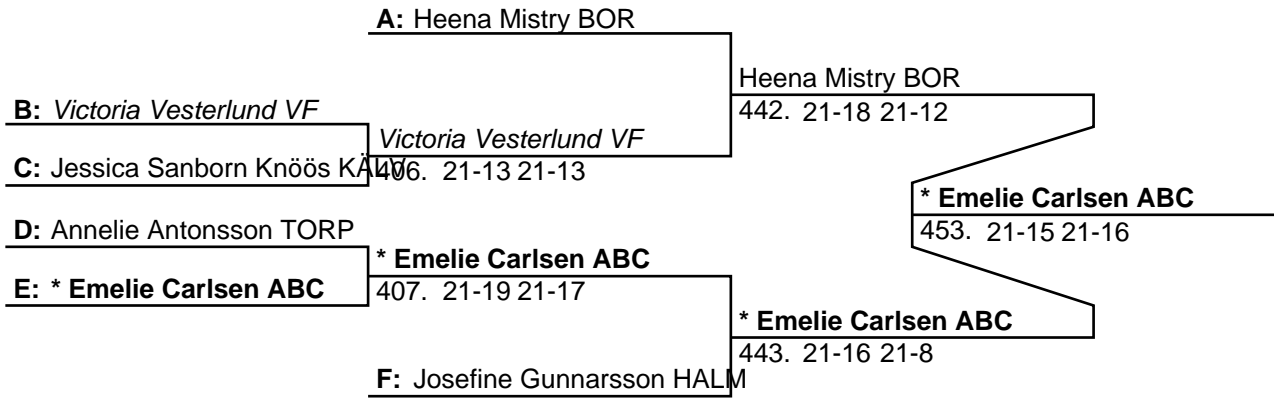 A: Heena Mistry BOR
Heena Mistry BOR
B: Victoria Vesterlund VF
442. 21-18 21-12
Victoria Vesterlund VF
C: Jessica Sanborn Knöös KÄLV
406. 21-13 21-13
* Emelie Carlsen ABC
D: Annelie Antonsson TORP
453. 21-15 21-16
* Emelie Carlsen ABC
E: * Emelie Carlsen ABC
407. 21-19 21-17
* Emelie Carlsen ABC
443. 21-16 21-8
F: Josefine Gunnarsson HALM